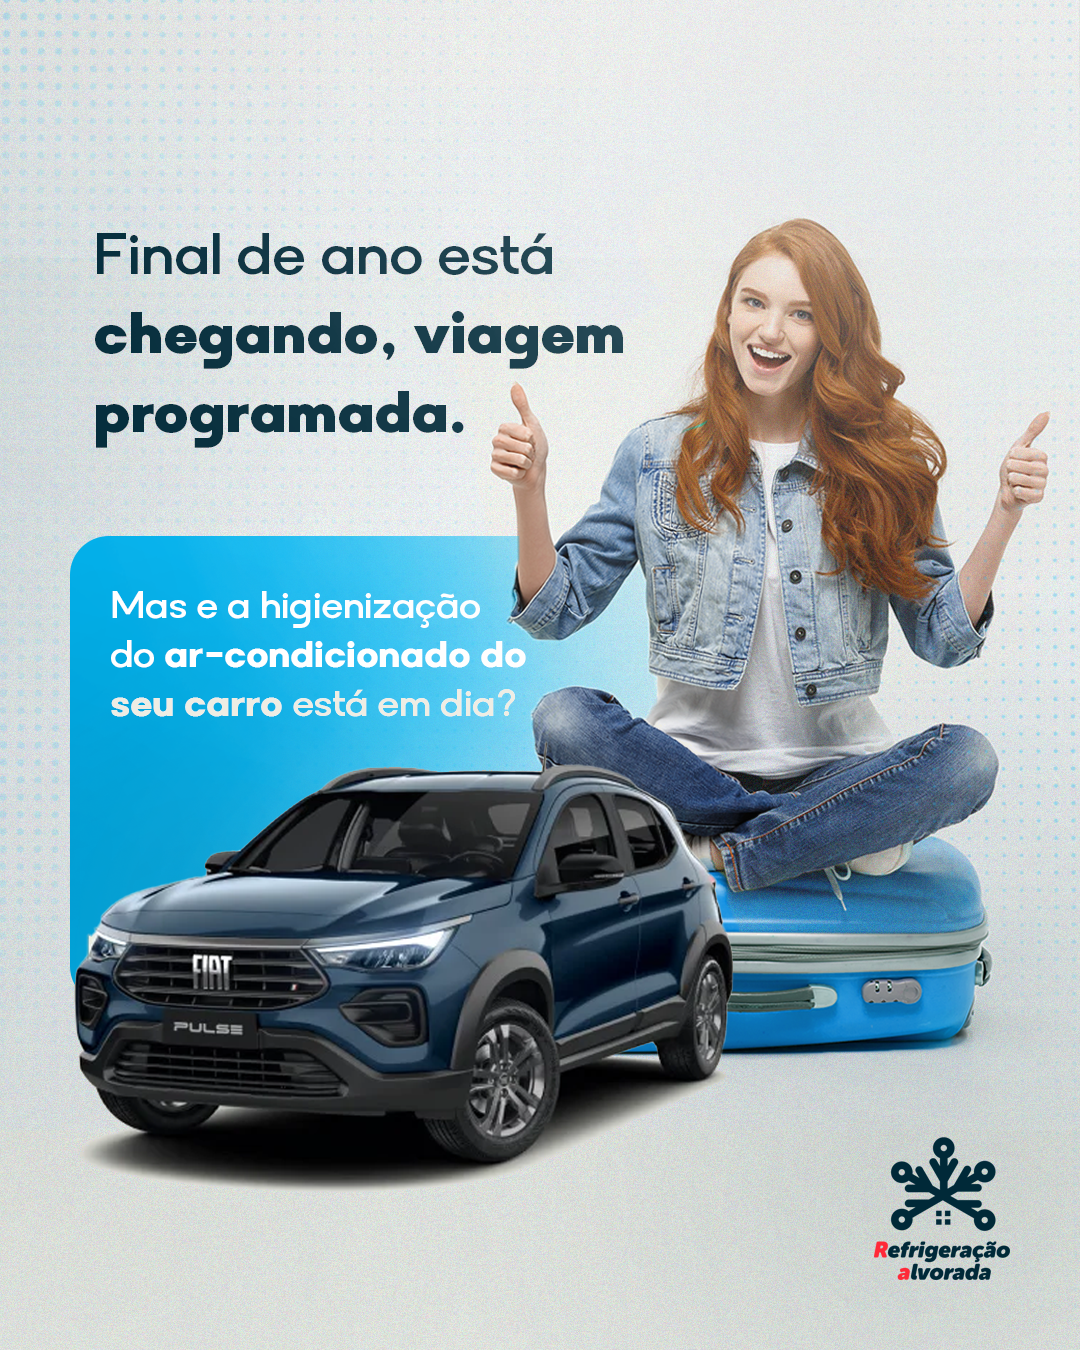 Final de ano está
chegando, viagem
programada.
Mas e a higienização
do ar-condicionado do
seu carro está em dia?
FIAT
PULSE
Refrigeração
alvorada